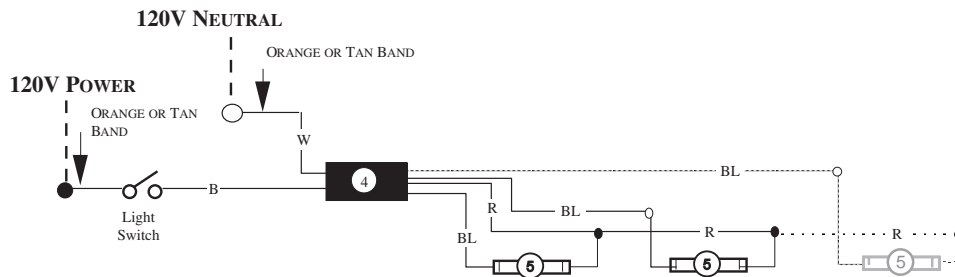 120V NEUTRAL
ORANGE OR TAN BAND
120V POWER
ORANGE OR TAN
BAND
W
4
BL
B
R
BL
R
R
Light
Switch
BL
5
5
5